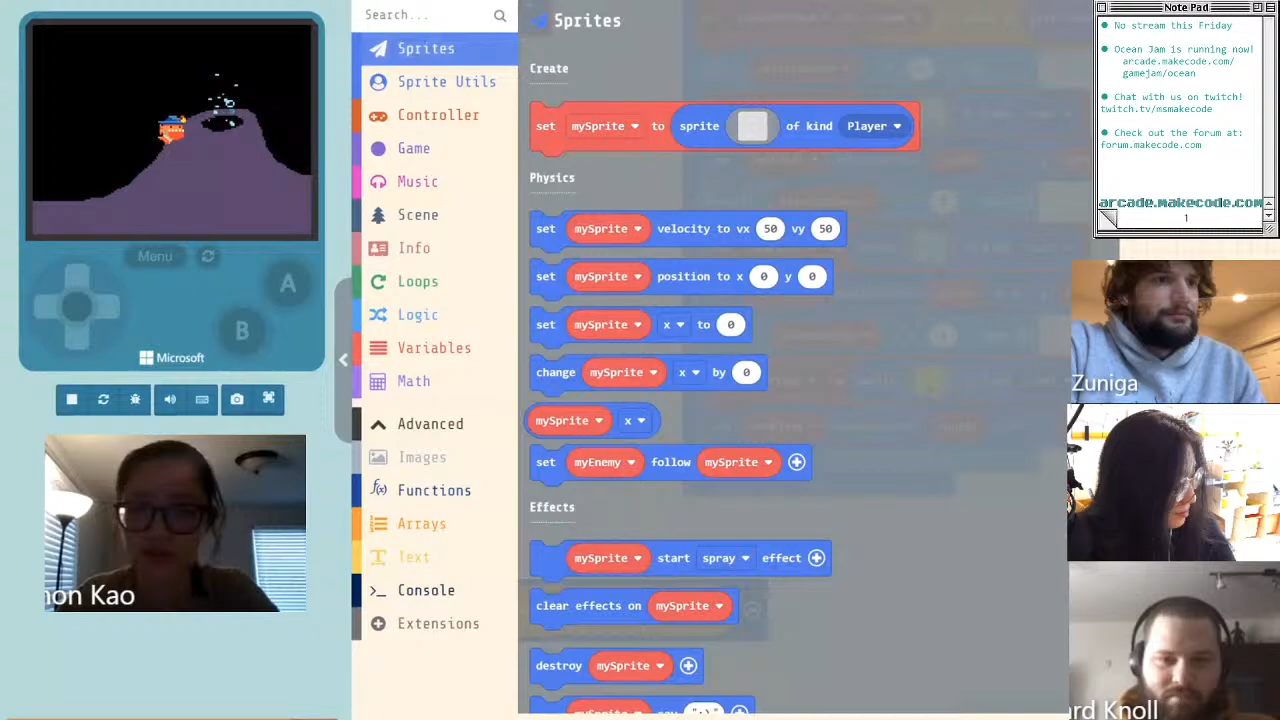 Menu
A
B
Microsoft
non Kao
Search...
Sprites
Sprite Utils
Controller
Game
Music
Scene
Info
Loops
Logic
Variables
Math
Advanced
Images
Functions
Arrays
Text
Console
Extensions
Sprites
Create
set mySprite to sprite of kind Player
Physics
set mySprite velocity to vx 50 vy 50
set mySprite position to x 0 y 0
set mySprite x to 0
change mySprite x by 0
mySprite x
set myEnemy follow mySprite
Effects
mySprite start spray effect
clear effects on mySprite
destroy mySprite
mySprite say ":)"
Note Pad
No stream this Friday
Ocean Jam is running now!
arcade.makecode.com/
gamejam/ocean
Chat with us on twitch!
twitch.tv/msmakecode
Check out the forum at:
forum.makecode.com
arcade.makecode.com
1
Zuniga
ard Knoll